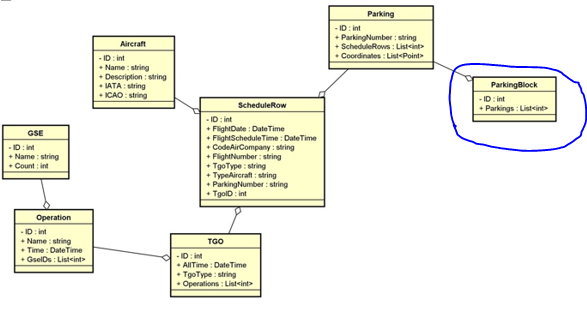 Parking
- ID : int
+ ParkingNumber : string
+ ScheduleRows : List<int>
+ Coordinates : List<Point>
Aircraft
- ID : int
+ Name : string
+ Description : string
+ IATA : string
+ ICAO : string
ParkingBlock
- ID : int
+ Parkings : List<int>
ScheduleRow
- ID : int
+ FlightDate : DateTime
+ FlightScheduleTime : DateTime
+ CodeAirCompany : string
+ FlightNumber : string
+ TgoType : string
+ TypeAircraft : string
+ ParkingNumber : string
+ TgoID : int
GSE
- ID : int
+ Name : string
+ Count : int
Operation
- ID : int
+ Name : string
+ Time : DateTime
+ GseIDs : List<int>
TGO
- ID : int
+ AllTime : DateTime
+ TgoType : string
+ Operations : List<int>